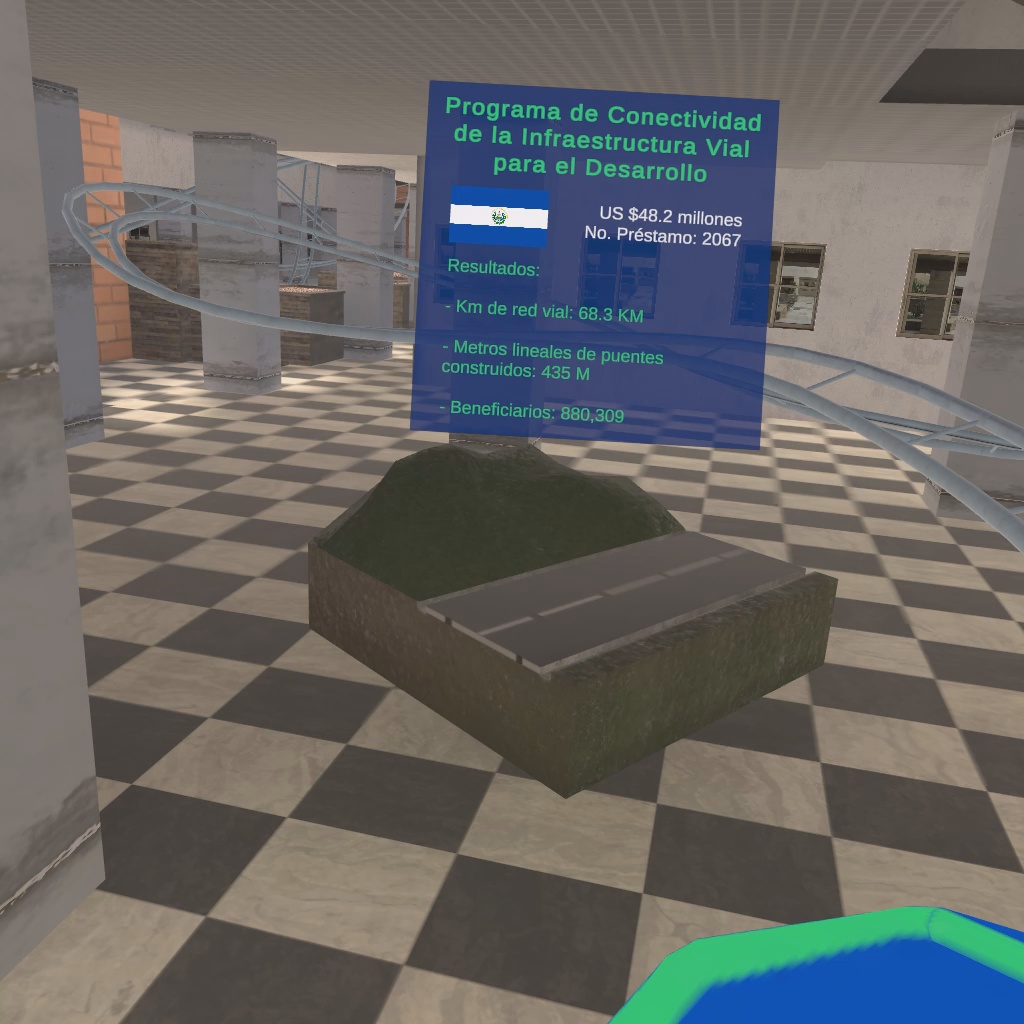 Programa de Conectividad
de la Infraestructura Vial
para el Desarrollo
US $48.2 millones
No. Préstamo: 2067
Resultados:
- Km de red vial: 68.3 KM
- Metros lineales de puentes
construidos: 435 M
- Beneficiarios: 880,309